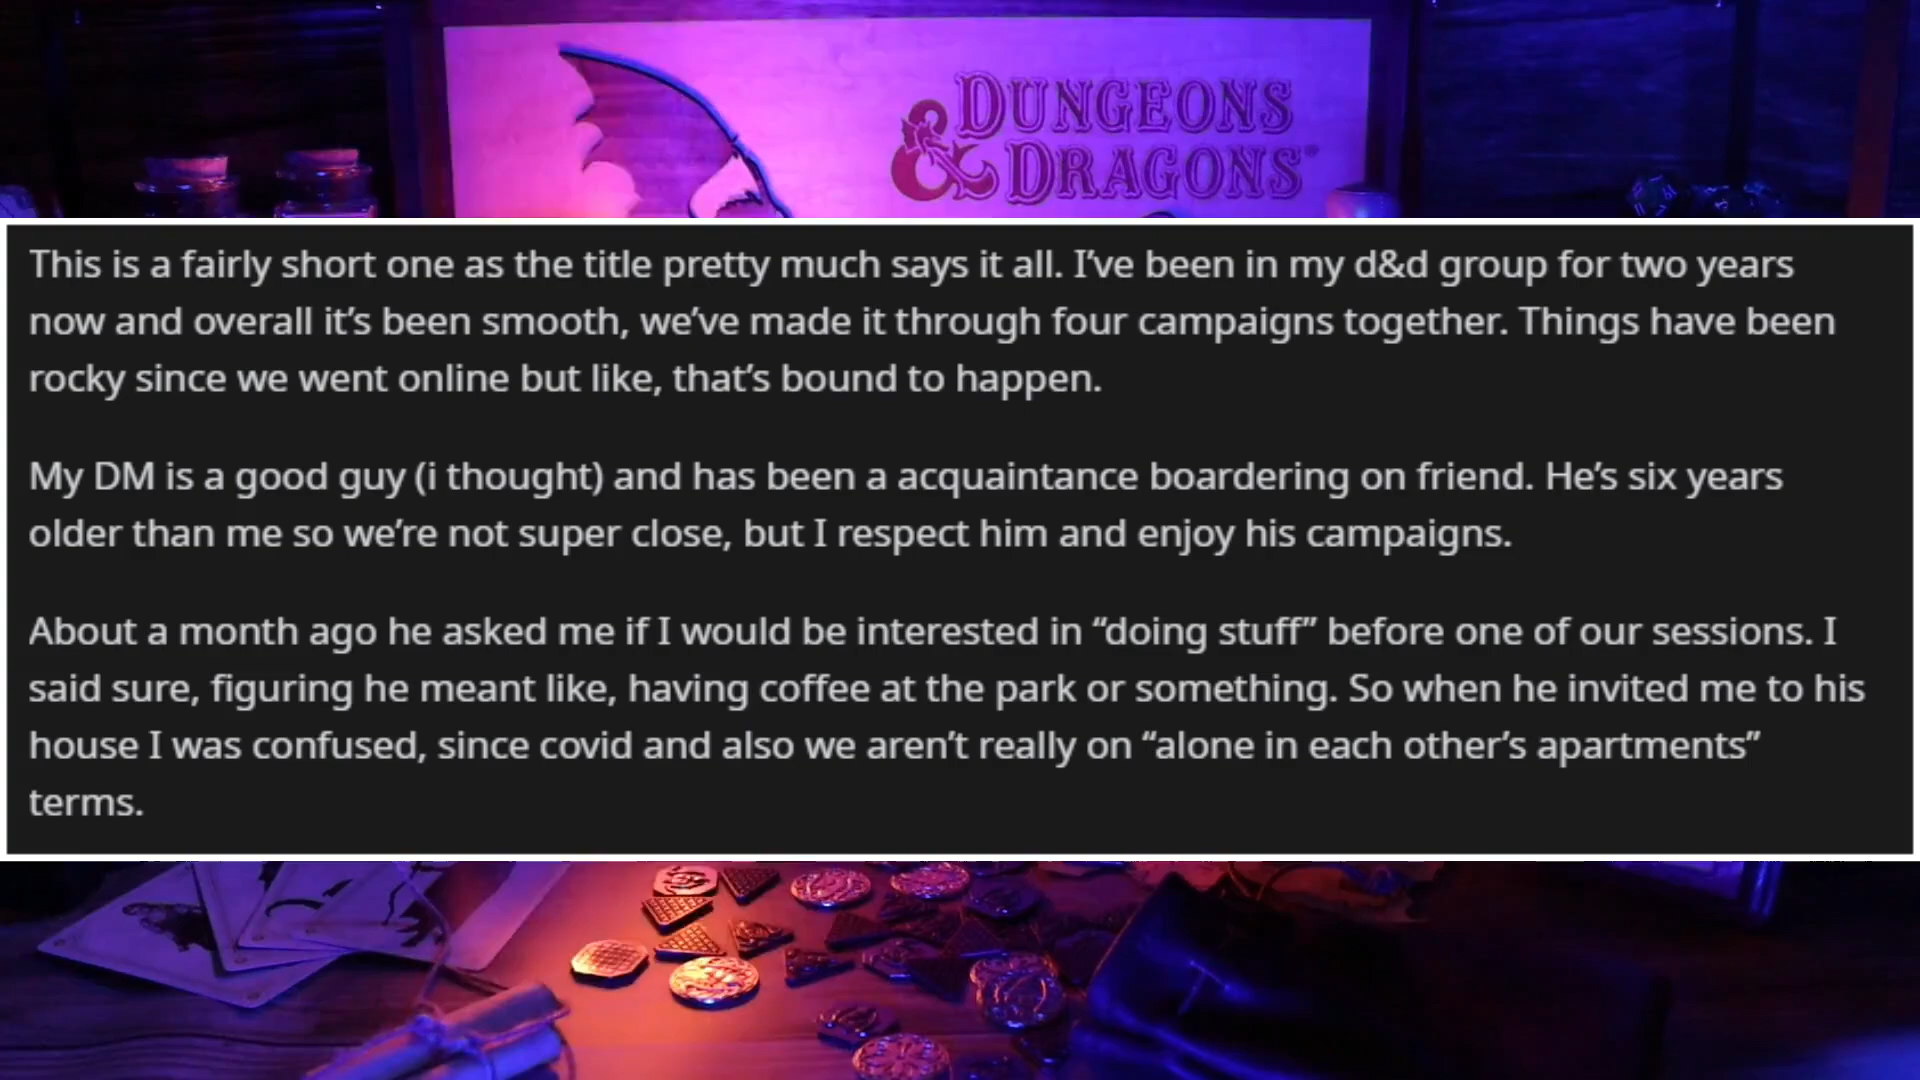 DUNGEONS
& DRAGONS
This is a fairly short one as the title pretty much says it all. I’ve been in my d&d group for two years
now and overall it’s been smooth, we’ve made it through four campaigns together. Things have been
rocky since we went online but like, that’s bound to happen.
My DM is a good guy (i thought) and has been a acquaintance boardering on friend. He’s six years
older than me so we’re not super close, but I respect him and enjoy his campaigns.
About a month ago he asked me if I would be interested in “doing stuff” before one of our sessions. I
said sure, figuring he meant like, having coffee at the park or something. So when he invited me to his
house I was confused, since covid and also we aren’t really on “alone in each other’s apartments”
terms.